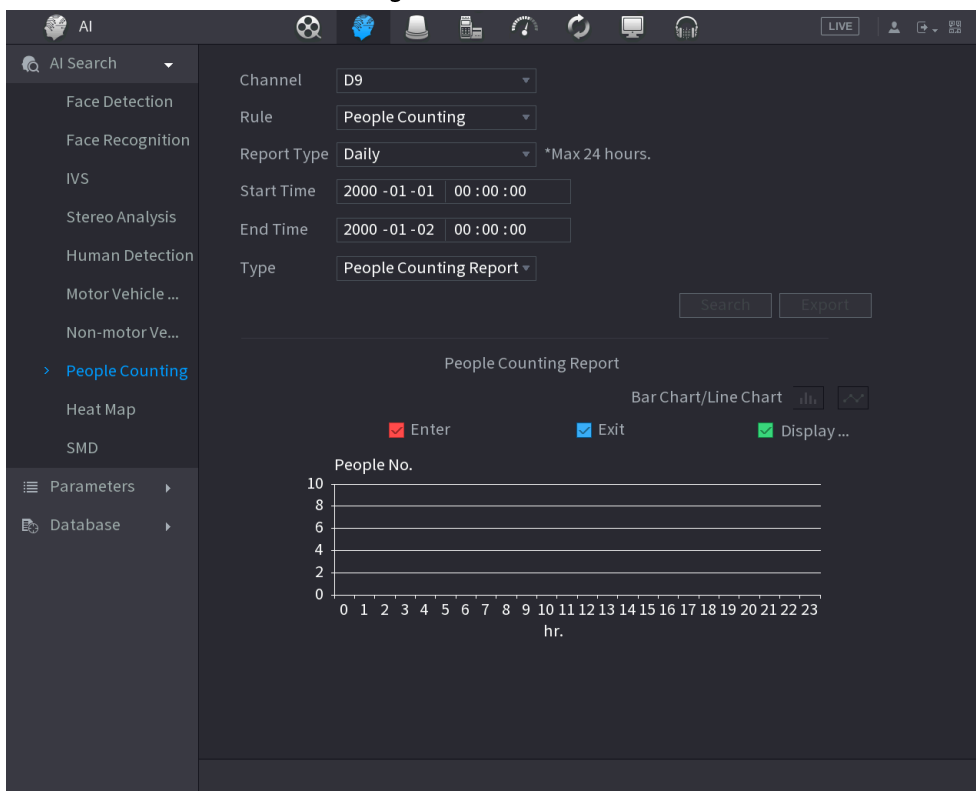 AI
LIVE
AI Search
Face Detection
Face Recognition
IVS
Stereo Analysis
Human Detection
Motor Vehicle ...
Non-motor Ve...
> People Counting
Heat Map
SMD
Parameters
Database
Channel D9
Rule People Counting
Report Type Daily *Max 24 hours.
Start Time 2000 -01 -01 00 : 00 : 00
End Time 2000 -01 -02 00 : 00 : 00
Type People Counting Report
Search Export
People Counting Report
Bar Chart/Line Chart
Enter Exit Display ...
People No.
10
8
6
4
2
0
0 1 2 3 4 5 6 7 8 9 10 11 12 13 14 15 16 17 18 19 20 21 22 23
hr.